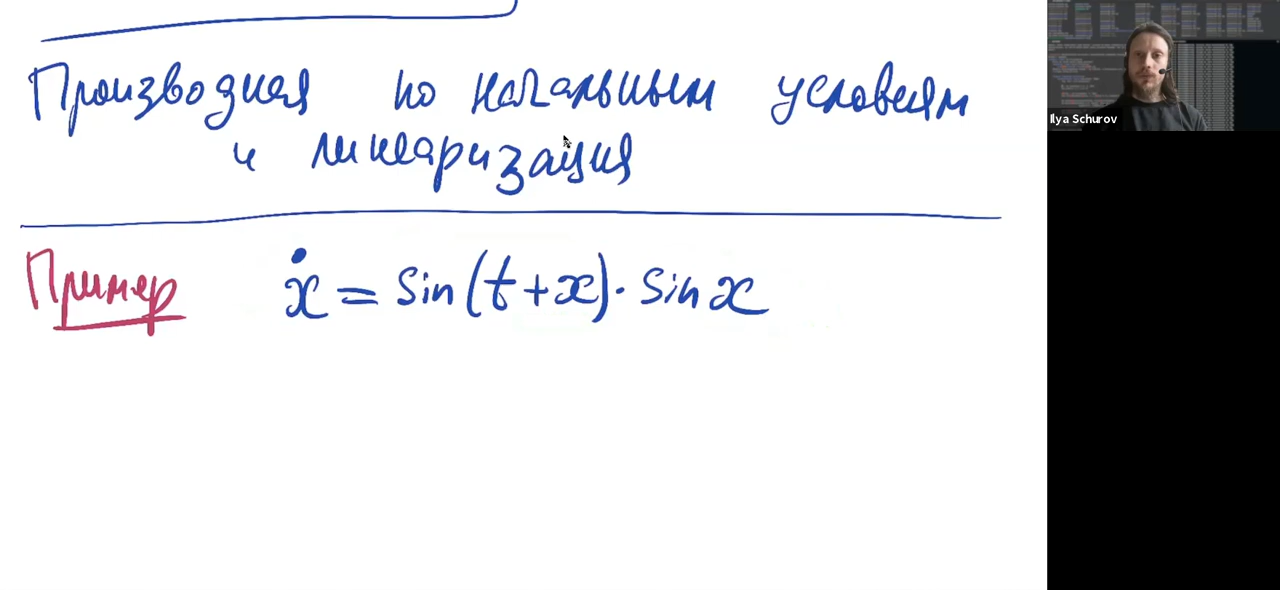 Производная по начальным условиям
и линеаризация
Пример ẋ = sin(t+x)· sin x
Ilya Schurov